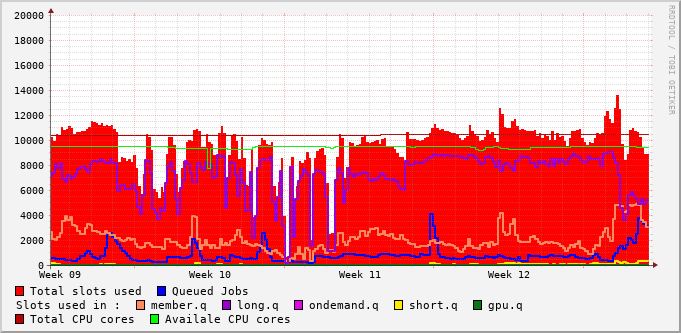 20000
18000
16000
14000
12000
10000
8000
6000
4000
2000
0
Week 09 Week 10 Week 11 Week 12
RRDTOOL / TOBI OETIKER
Total slots used Queued Jobs
Slots used in : member.q long.q ondemand.q short.q gpu.q
Total CPU cores Availale CPU cores